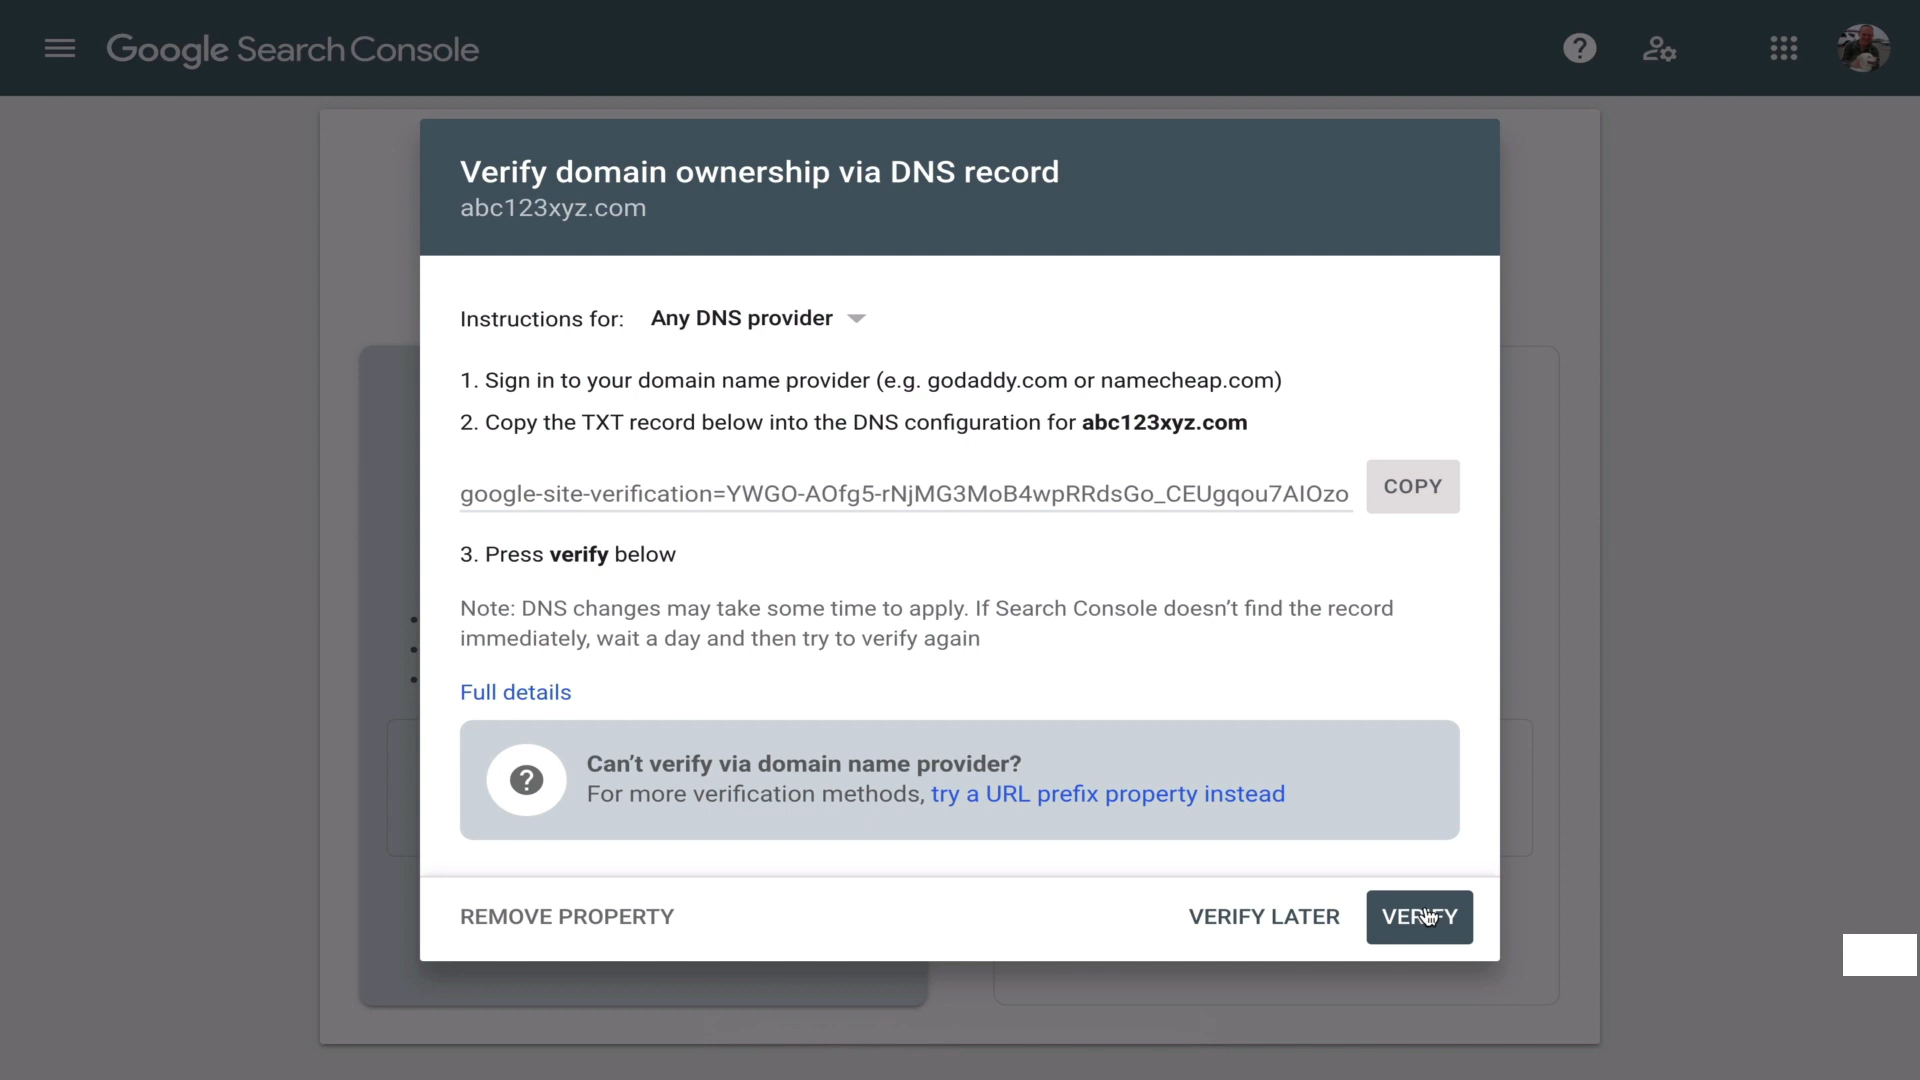 Google Search Console
Verify domain ownership via DNS record
abc123xyz.com
Instructions for: Any DNS provider
1. Sign in to your domain name provider (e.g. godaddy.com or namecheap.com)
2. Copy the TXT record below into the DNS configuration for abc123xyz.com
google-site-verification=YWGO-AOfg5-rNjMG3MoB4wpRRdsGo_CEUgqou7AIOzo
COPY
3. Press verify below
Note: DNS changes may take some time to apply. If Search Console doesn’t find the record
immediately, wait a day and then try to verify again
Full details
Can’t verify via domain name provider?
For more verification methods, try a URL prefix property instead
REMOVE PROPERTY
VERIFY LATER
VERIFY